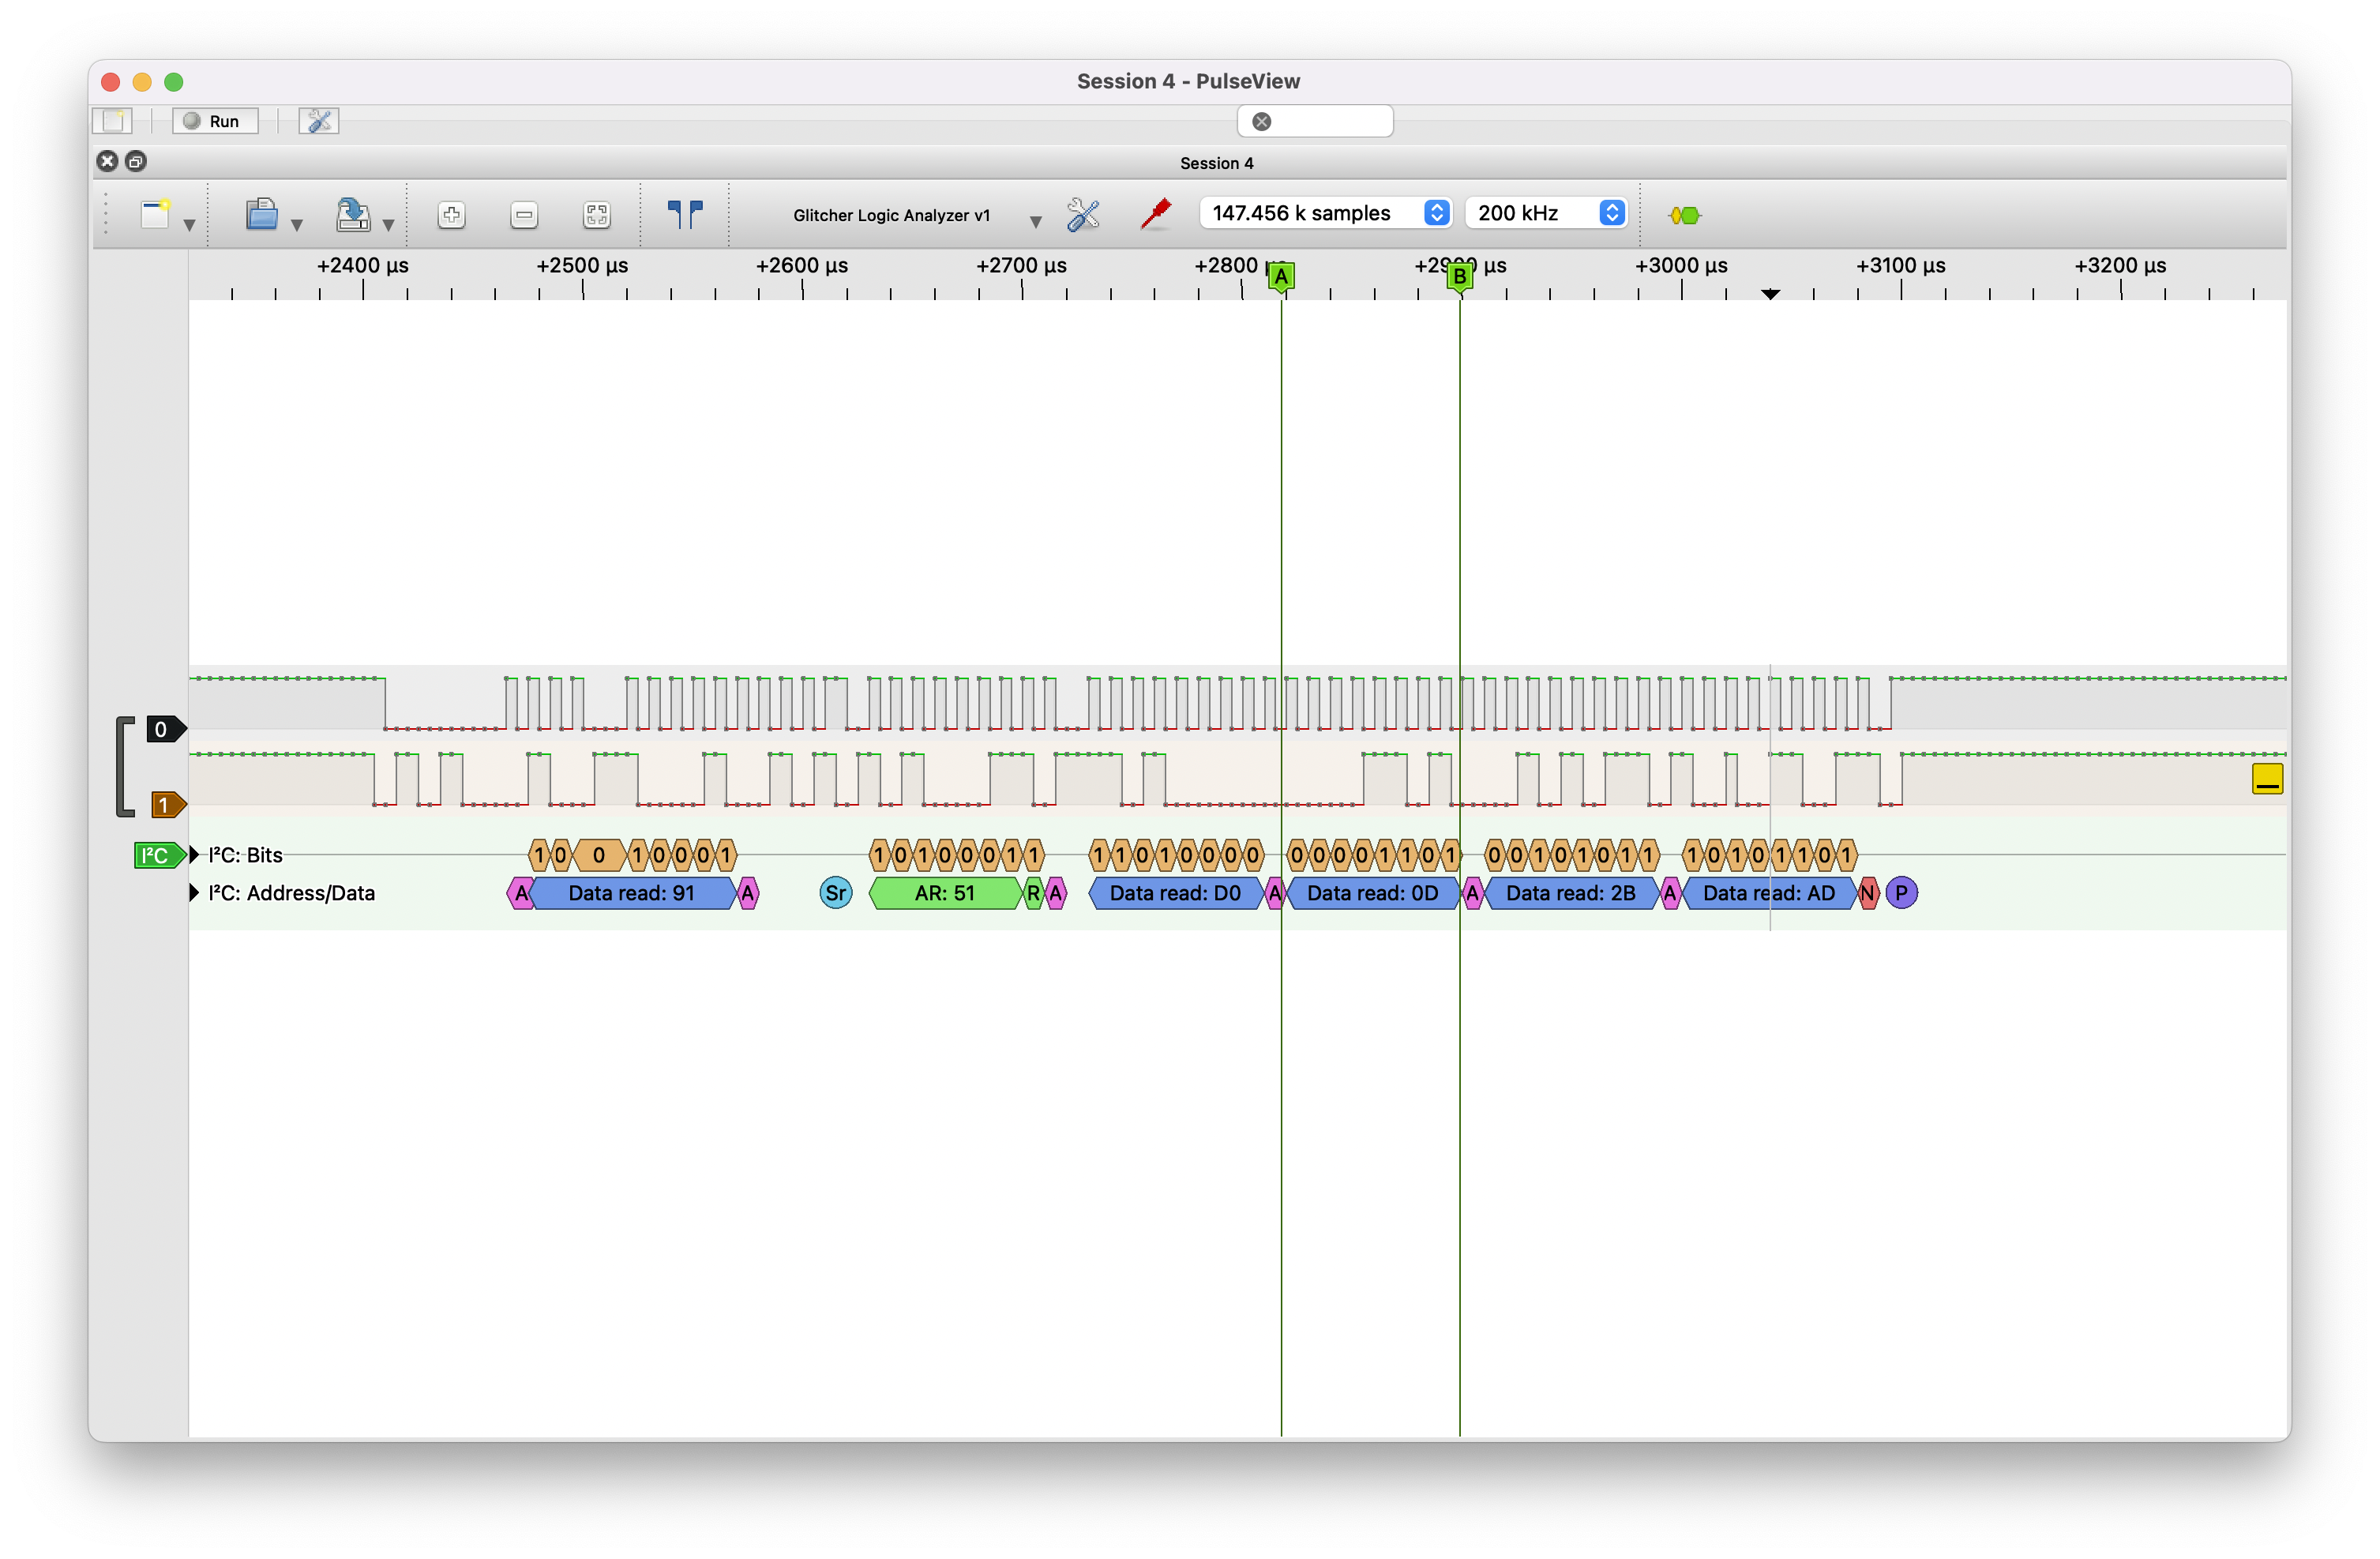 Session 4 - PulseView
Run
Session 4
Glitcher Logic Analyzer v1
147.456 k samples
200 kHz
+2400 µs +2500 µs +2600 µs +2700 µs +2800 µs +2900 µs +3000 µs +3100 µs +3200 µs
A B
0
1
I²C I²C: Bits 1 0 0 1 0 0 0 1 1 0 1 0 0 0 1 1 1 1 0 1 0 0 0 0 0 0 0 0 1 1 0 1 0 0 1 0 1 0 1 1 1 0 1 0 1 1 0 1
I²C: Address/Data A Data read: 91 A Sr AR: 51 R A Data read: D0 A Data read: 0D A Data read: 2B A Data read: AD N P